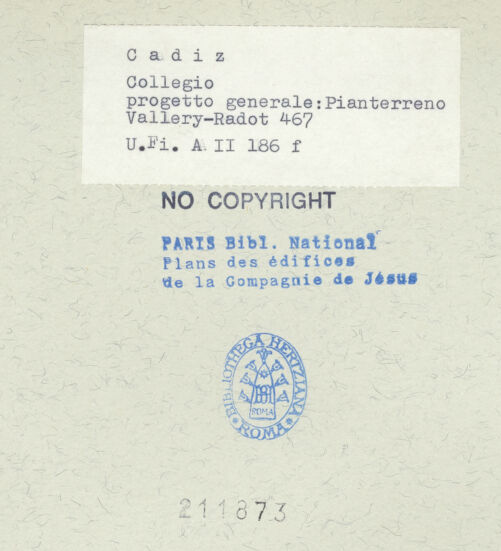 Cadiz
Collegio
progetto generale:Pianterreno
Vallery-Radot 467
U.Fi. A II 186 f
NO COPYRIGHT
PARIS Bibl. National
Plans des édifices
de la Compagnie de Jésus
BIBLIOTHECA HERTZIANA
ROMA
• ROMA •
211873